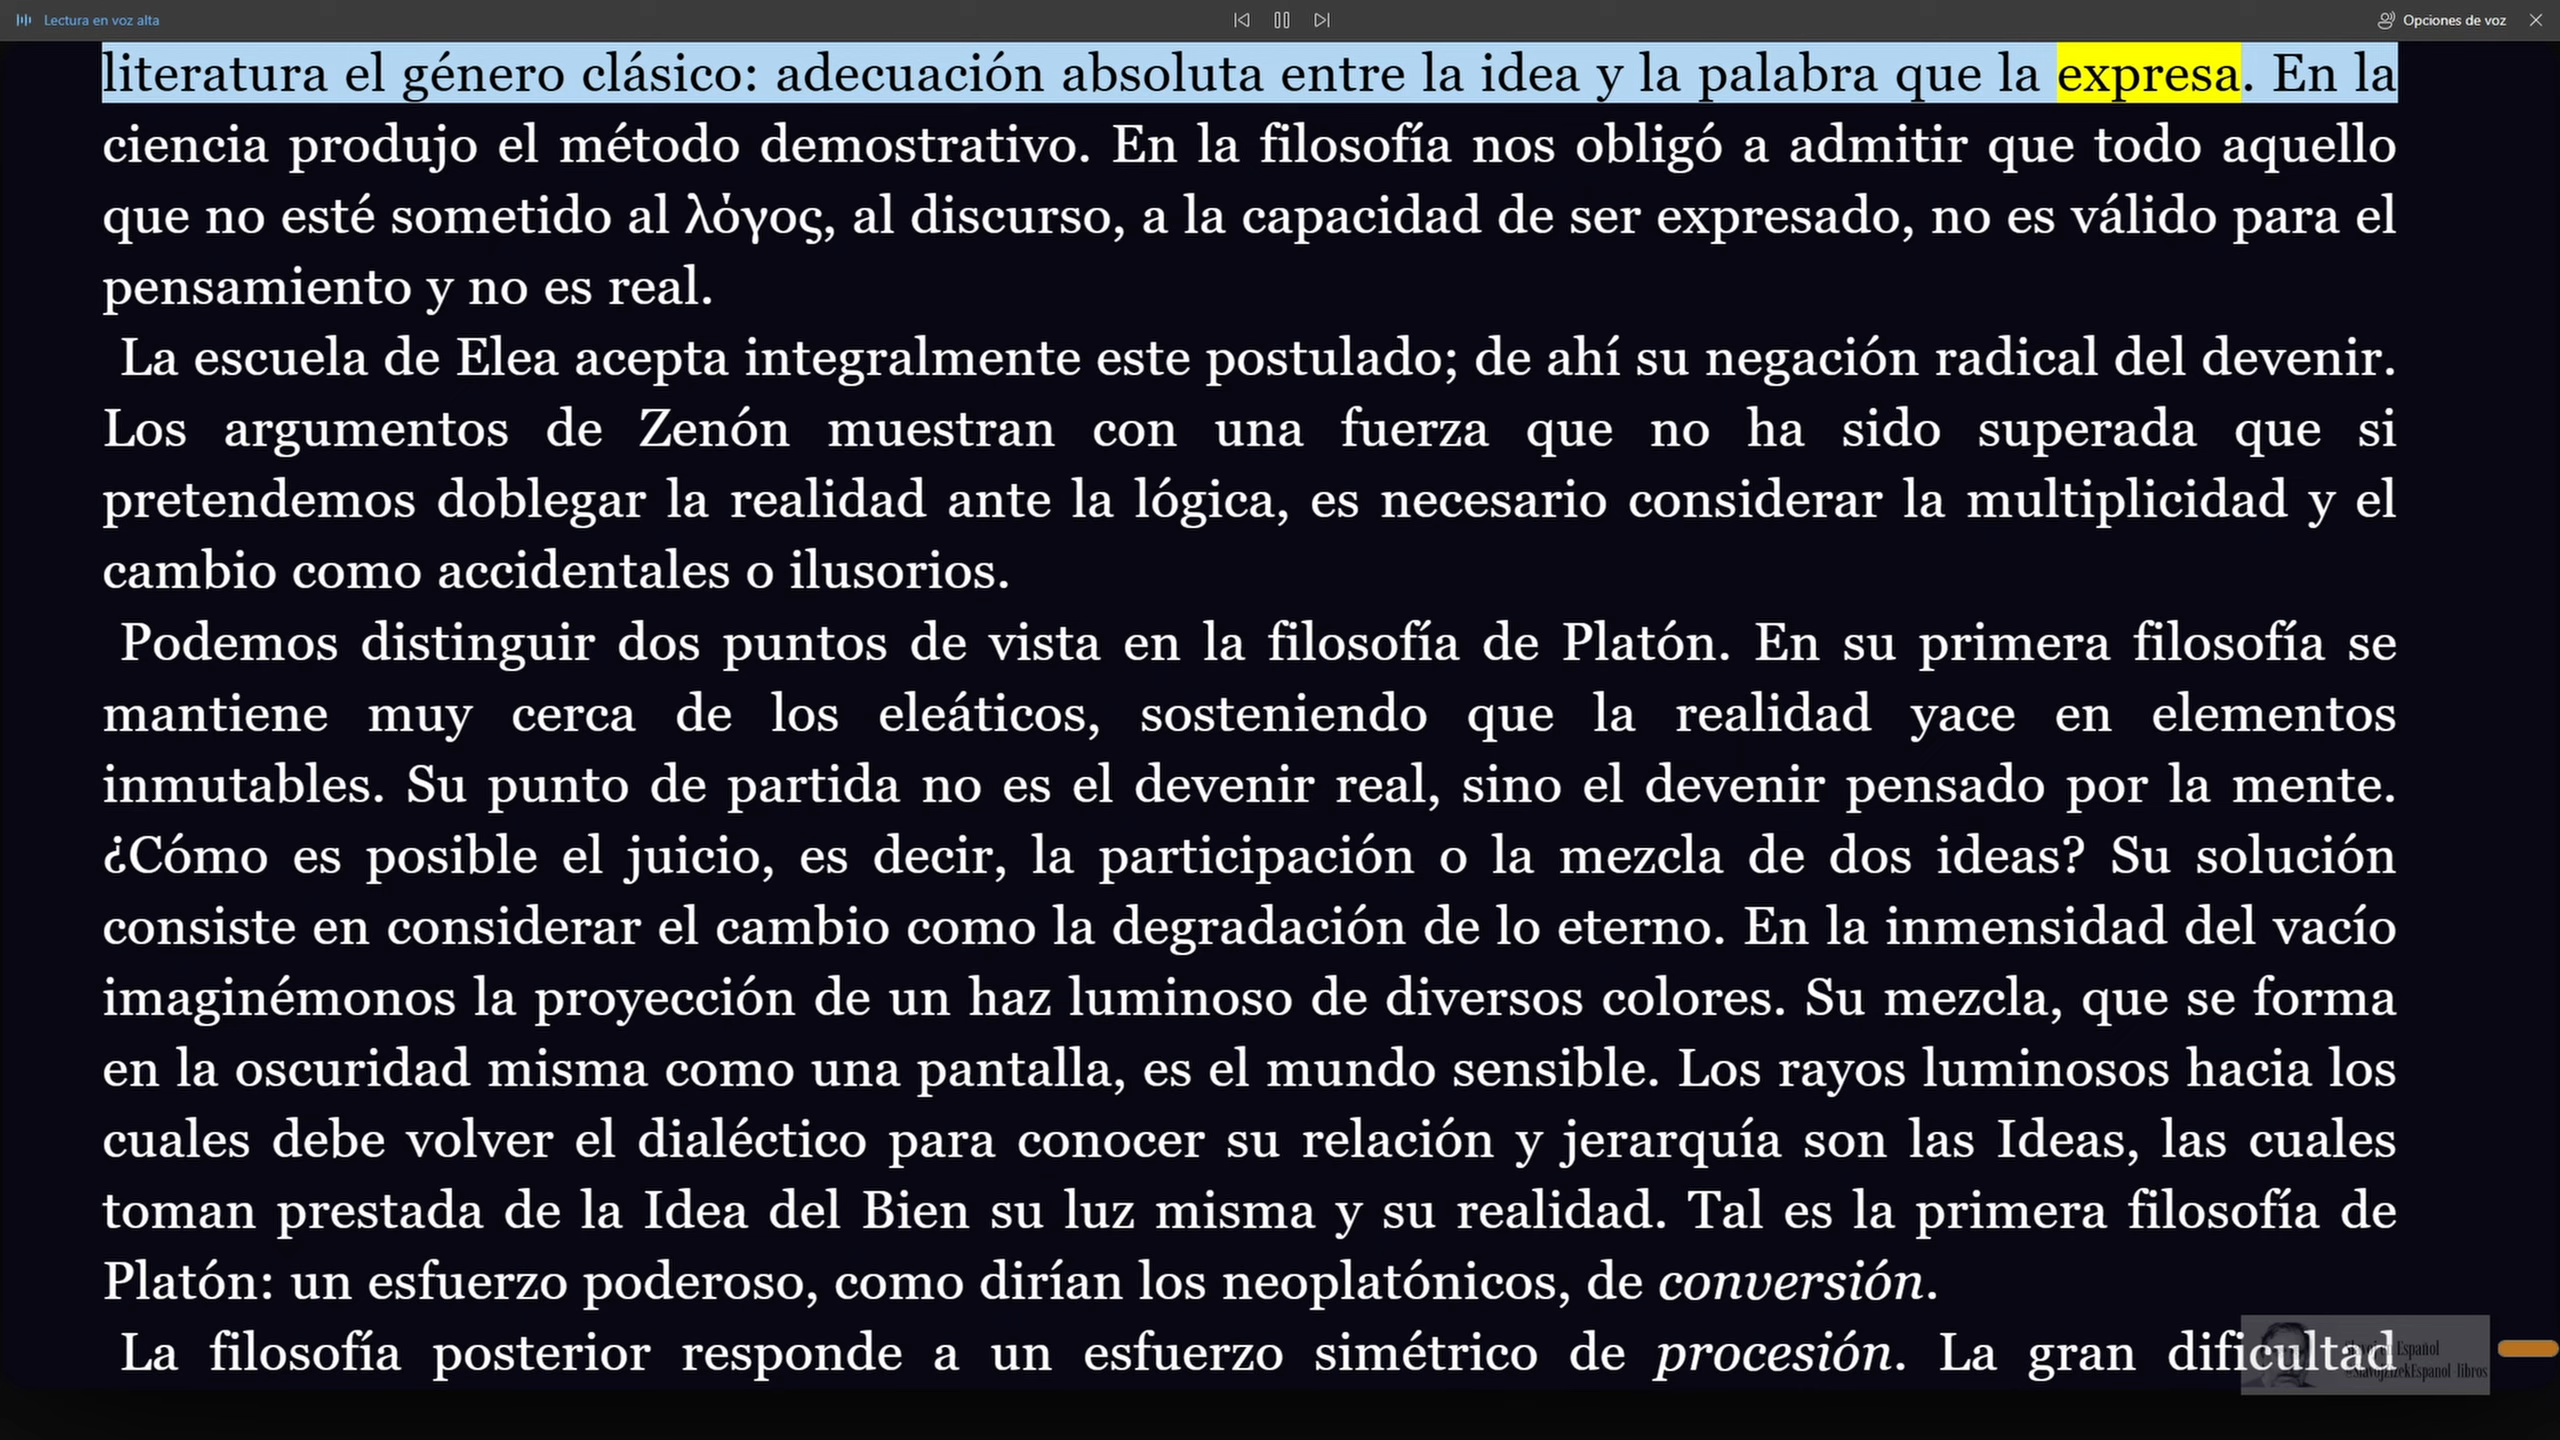 Lectura en voz alta
Opciones de voz
literatura el género clásico: adecuación absoluta entre la idea y la palabra que la expresa. En la
ciencia produjo el método demostrativo. En la filosofía nos obligó a admitir que todo aquello
que no esté sometido al λόγος, al discurso, a la capacidad de ser expresado, no es válido para el
pensamiento y no es real.
La escuela de Elea acepta integralmente este postulado; de ahí su negación radical del devenir.
Los argumentos de Zenón muestran con una fuerza que no ha sido superada que si
pretendemos doblegar la realidad ante la lógica, es necesario considerar la multiplicidad y el
cambio como accidentales o ilusorios.
Podemos distinguir dos puntos de vista en la filosofía de Platón. En su primera filosofía se
mantiene muy cerca de los eleáticos, sosteniendo que la realidad yace en elementos
inmutables. Su punto de partida no es el devenir real, sino el devenir pensado por la mente.
¿Cómo es posible el juicio, es decir, la participación o la mezcla de dos ideas? Su solución
consiste en considerar el cambio como la degradación de lo eterno. En la inmensidad del vacío
imaginémonos la proyección de un haz luminoso de diversos colores. Su mezcla, que se forma
en la oscuridad misma como una pantalla, es el mundo sensible. Los rayos luminosos hacia los
cuales debe volver el dialéctico para conocer su relación y jerarquía son las Ideas, las cuales
toman prestada de la Idea del Bien su luz misma y su realidad. Tal es la primera filosofía de
Platón: un esfuerzo poderoso, como dirían los neoplatónicos, de conversión.
La filosofía posterior responde a un esfuerzo simétrico de procesión. La gran dificultad
Español